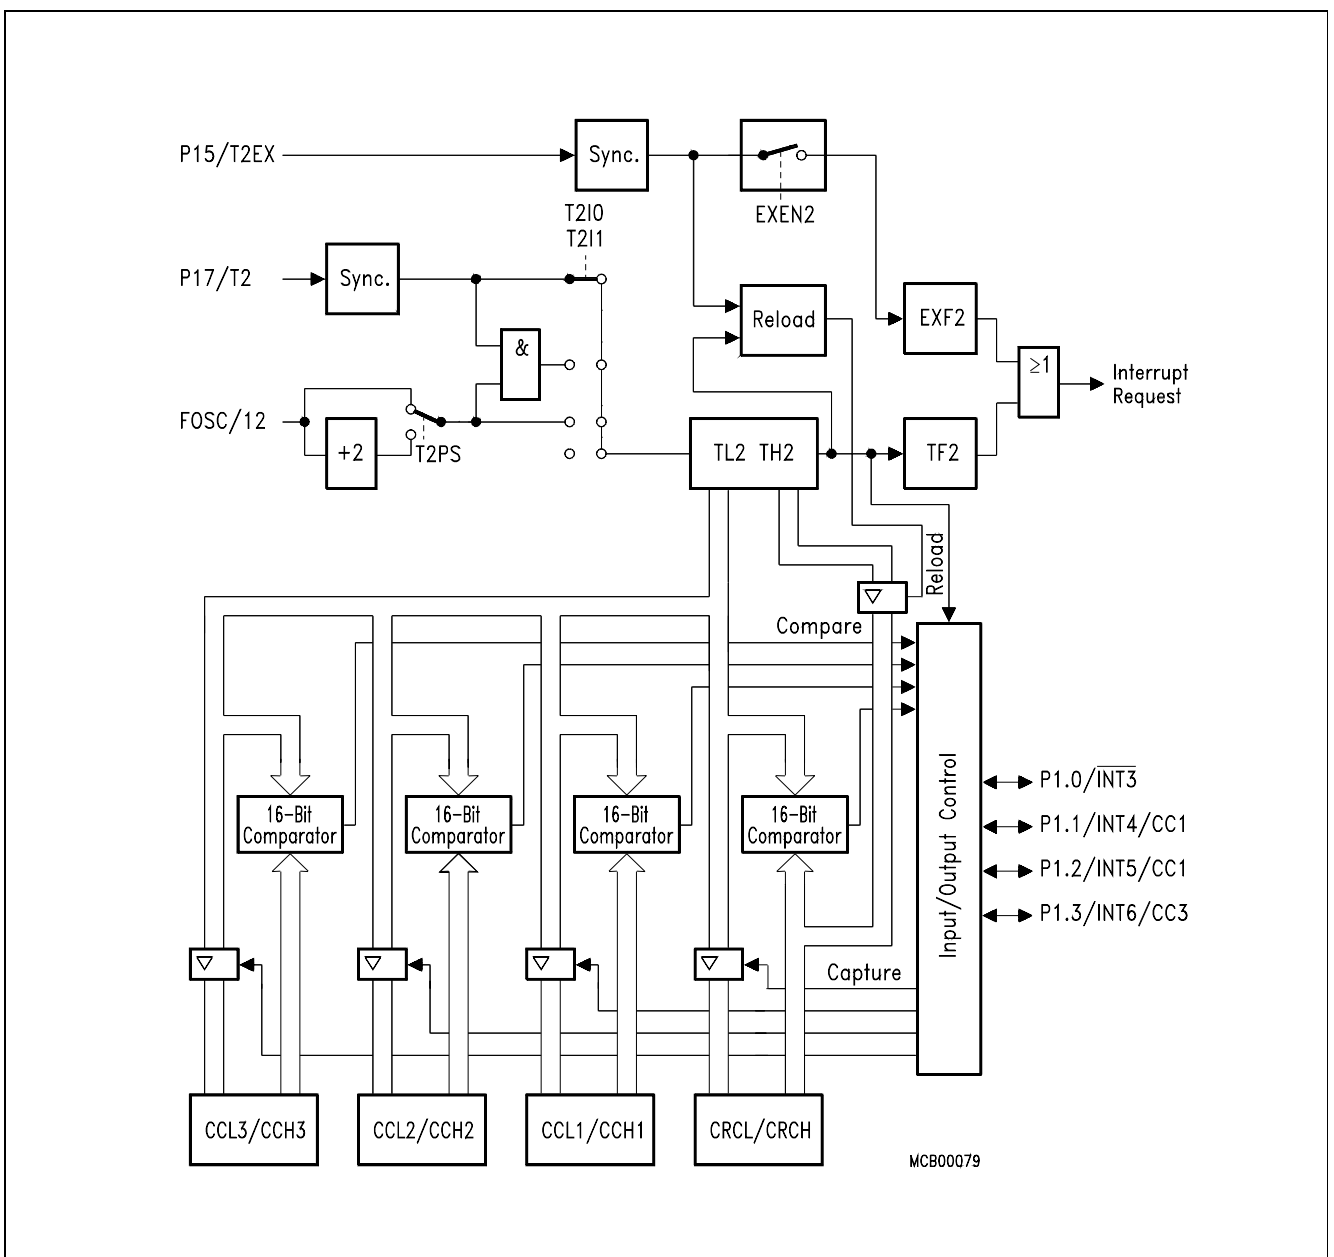 P15/T2EX
Sync.
EXEN2
T2I0
T2I1
P17/T2
Sync.
Reload
EXF2
&
≥1
Interrupt
Request
FOSC/12
+2
T2PS
TL2 TH2
TF2
Reload
Compare
Input/Output Control
P1.0/INT3
P1.1/INT4/CC1
P1.2/INT5/CC1
P1.3/INT6/CC3
16-Bit
Comparator
16-Bit
Comparator
16-Bit
Comparator
16-Bit
Comparator
Capture
CCL3/CCH3
CCL2/CCH2
CCL1/CCH1
CRCL/CRCH
MCB00079